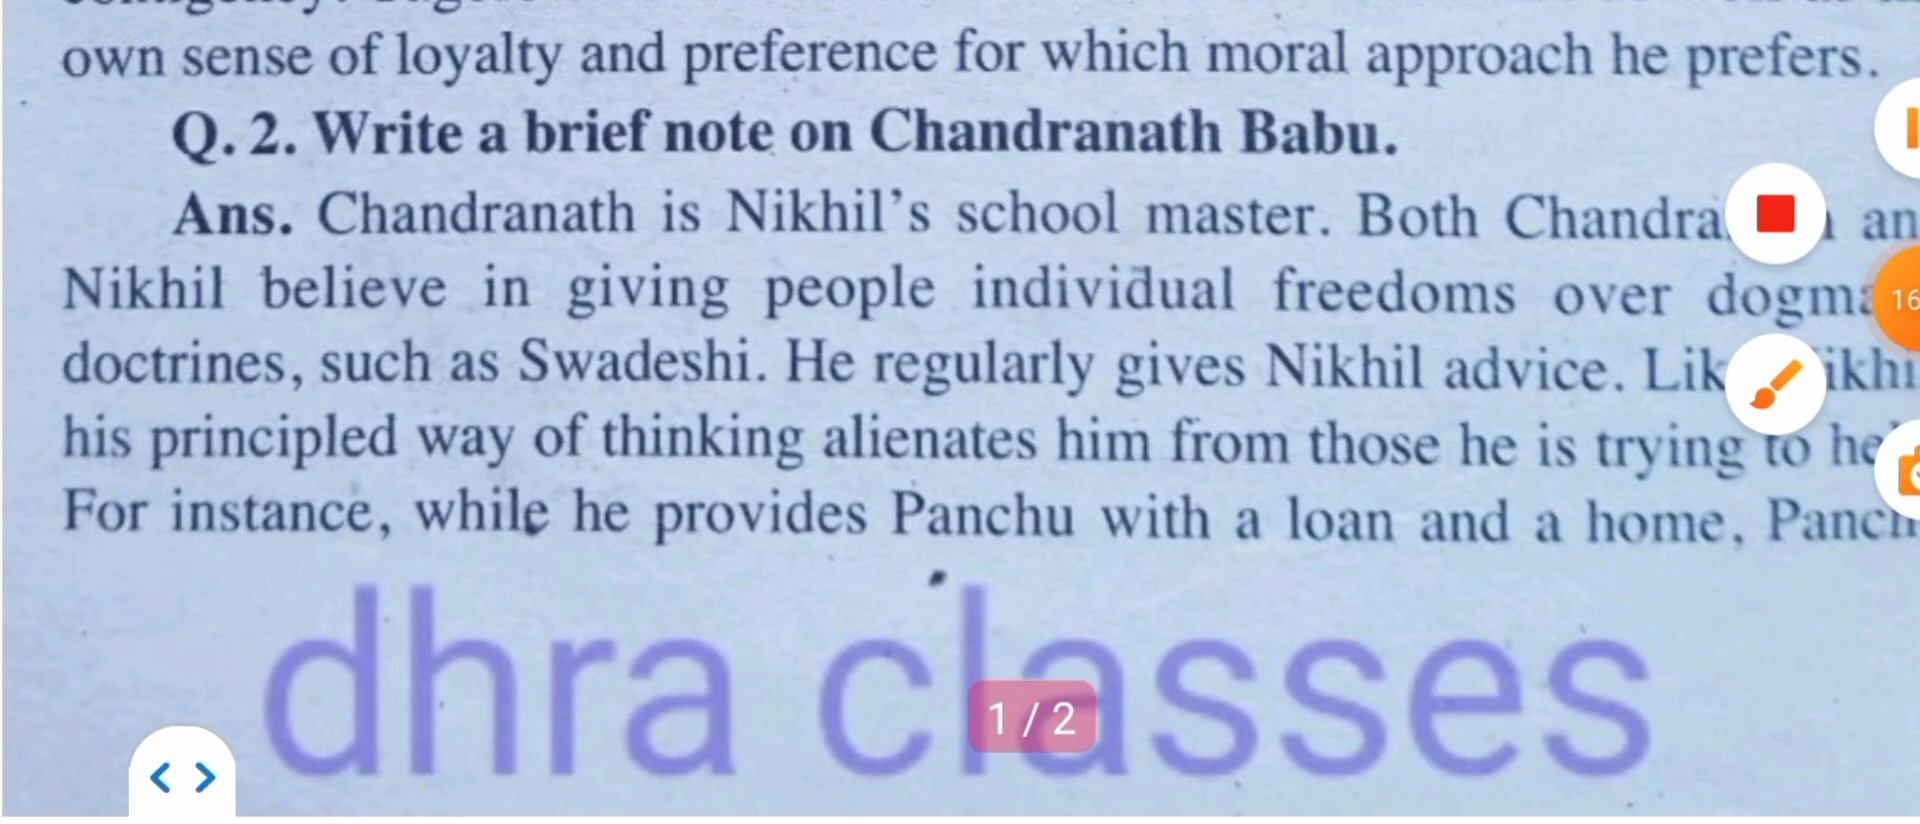 own sense of loyalty and preference for which moral approach he prefers.
Q. 2. Write a brief note on Chandranath Babu.
Ans. Chandranath is Nikhil's school master. Both
Nikhil believe in giving people individual freedoms over
doctrines, such as Swadeshi. He regularly gives Nikhil advice.
his principled way of thinking alienates him from those he is trying to
For instance, while he provides Panchu with a loan and a home,
dhra classes
1 / 2
16